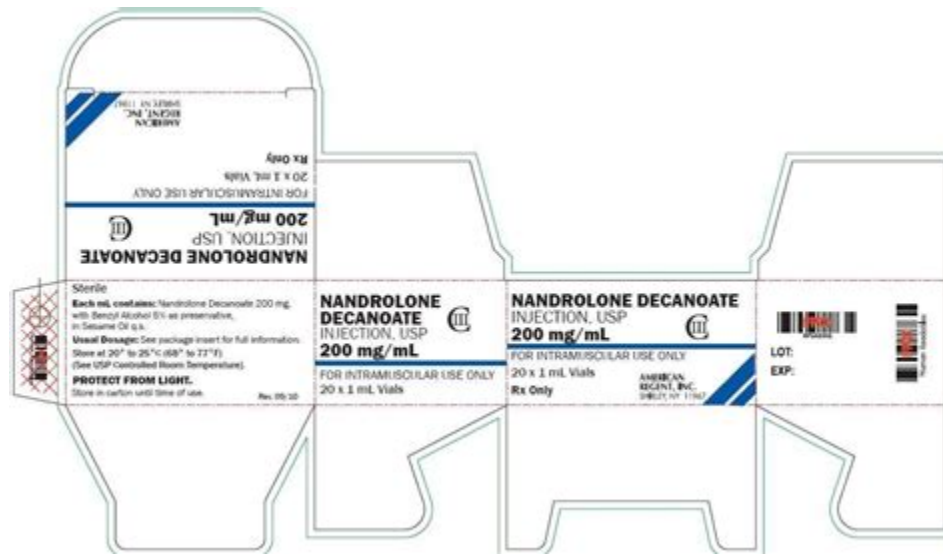 AMERICAN
REGENT, INC.
SHIRLEY, NY 11967
Rx Only
20 x 1 mL Vials
FOR INTRAMUSCULAR USE ONLY
200 mg/mL
INJECTION, USP
CIII
NANDROLONE DECANOATE
Sterile
Each mL contains: Nandrolone Decanoate 200 mg,
with Benzyl Alcohol 5% as preservative,
in Sesame Oil q.s.
Usual Dosage: See package insert for full information.
Store at 20° to 25°C (68° to 77°F)
(See USP Controlled Room Temperature).
PROTECT FROM LIGHT.
Store in carton until time of use.
Rev. 09/10
NANDROLONE
DECANOATE
INJECTION, USP
CIII
200 mg/mL
FOR INTRAMUSCULAR USE ONLY
20 x 1 mL Vials
NANDROLONE DECANOATE
INJECTION, USP
CIII
200 mg/mL
FOR INTRAMUSCULAR USE ONLY
20 x 1 mL Vials
Rx Only
AMERICAN
REGENT, INC.
SHIRLEY, NY 11967
LOT:
EXP: